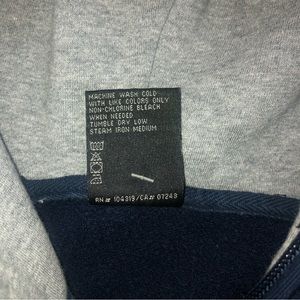 MACHINE WASH COLD
WITH LIKE COLORS ONLY
NON-CHLORINE BLEACH
WHEN NEEDED
TUMBLE DRY LOW
STEAM IRON MEDIUM
RN# 104319/CA# 07248